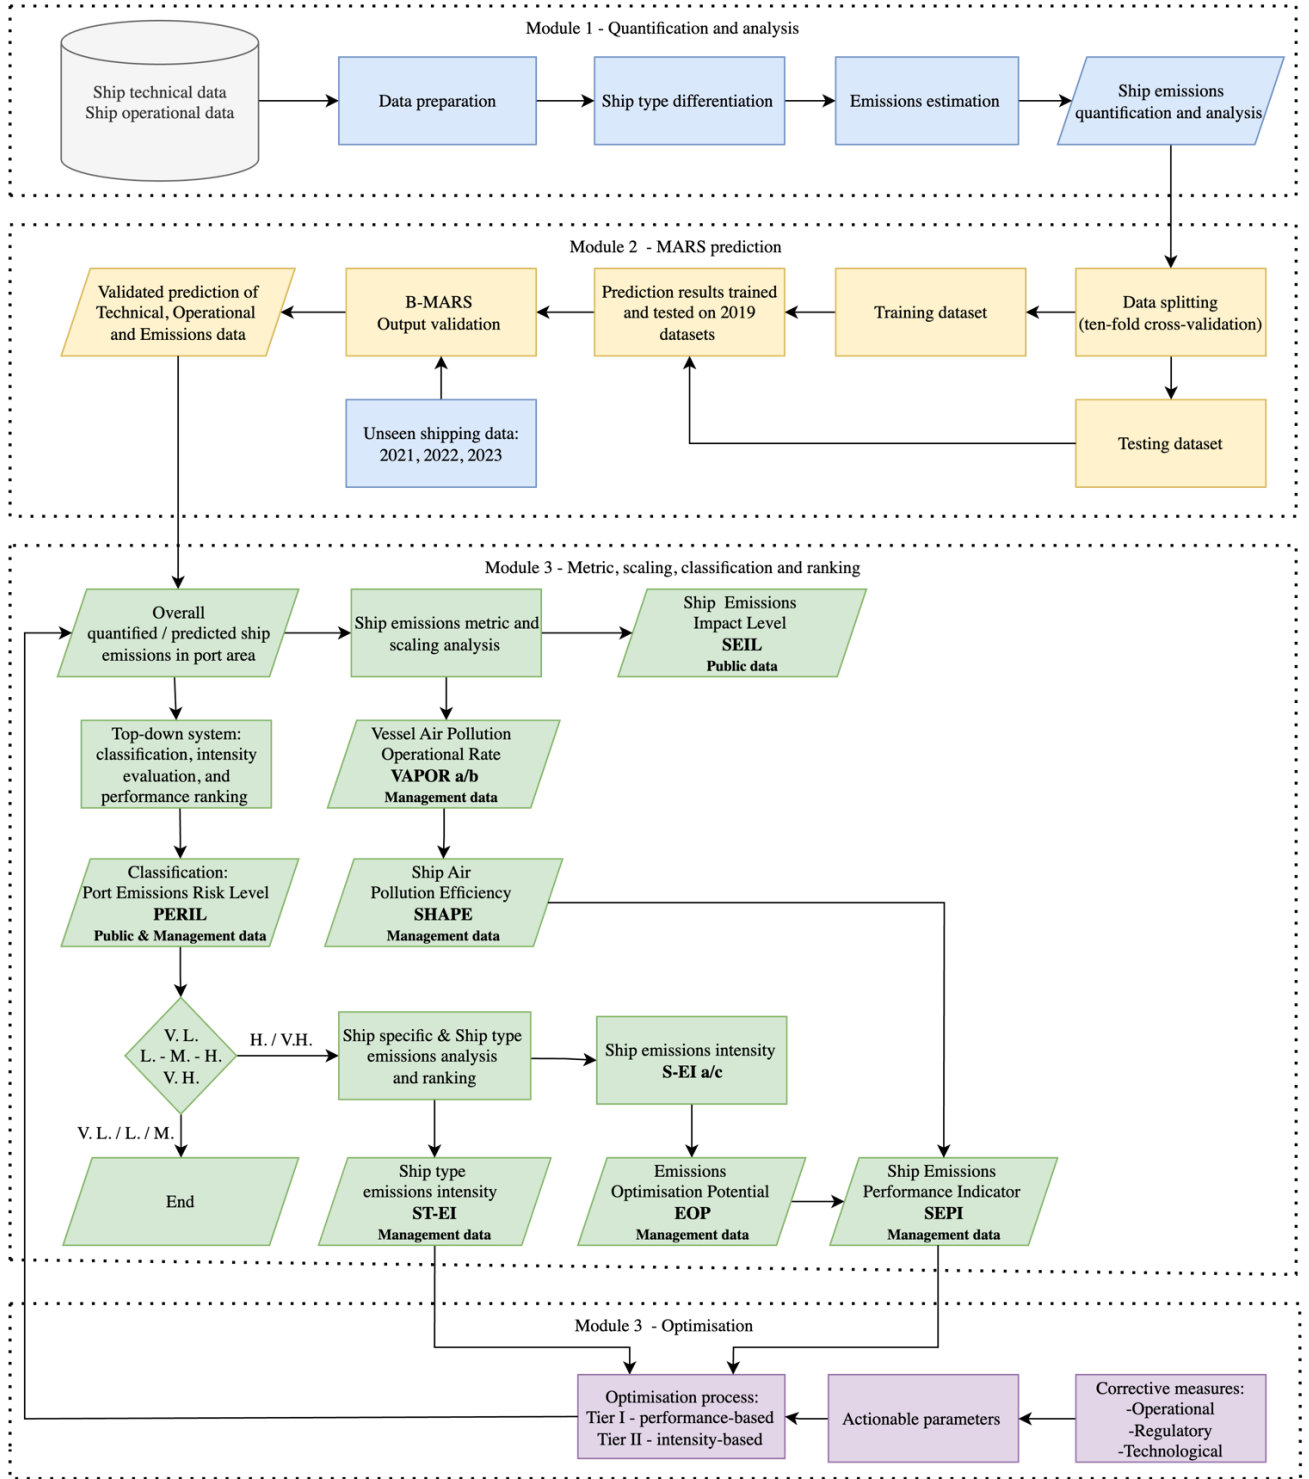 Module 1 - Quantification and analysis
Ship technical data
Ship operational data
Data preparation
Ship type differentiation
Emissions estimation
Ship emissions
quantification and analysis
Module 2 - MARS prediction
Validated prediction of
Technical, Operational
and Emissions data
B-MARS
Output validation
Prediction results trained
and tested on 2019
datasets
Training dataset
Data splitting
(ten-fold cross-validation)
Unseen shipping data:
2021, 2022, 2023
Testing dataset
Module 3 - Metric, scaling, classification and ranking
Overall
quantified / predicted ship
emissions in port area
Ship emissions metric and
scaling analysis
Ship Emissions
Impact Level
SEIL
Public data
Top-down system:
classification, intensity
evaluation, and
performance ranking
Vessel Air Pollution
Operational Rate
VAPOR a/b
Management data
Classification:
Port Emissions Risk Level
PERIL
Public & Management data
Ship Air
Pollution Efficiency
SHAPE
Management data
V. L.
L. - M. - H.
V. H.
H. / V.H.
Ship specific & Ship type
emissions analysis
and ranking
Ship emissions intensity
S-EI a/c
V. L. / L. / M.
End
Ship type
emissions intensity
ST-EI
Management data
Emissions
Optimisation Potential
EOP
Management data
Ship Emissions
Performance Indicator
SEPI
Management data
Module 3 - Optimisation
Optimisation process:
Tier I - performance-based
Tier II - intensity-based
Actionable parameters
Corrective measures:
-Operational
-Regulatory
-Technological